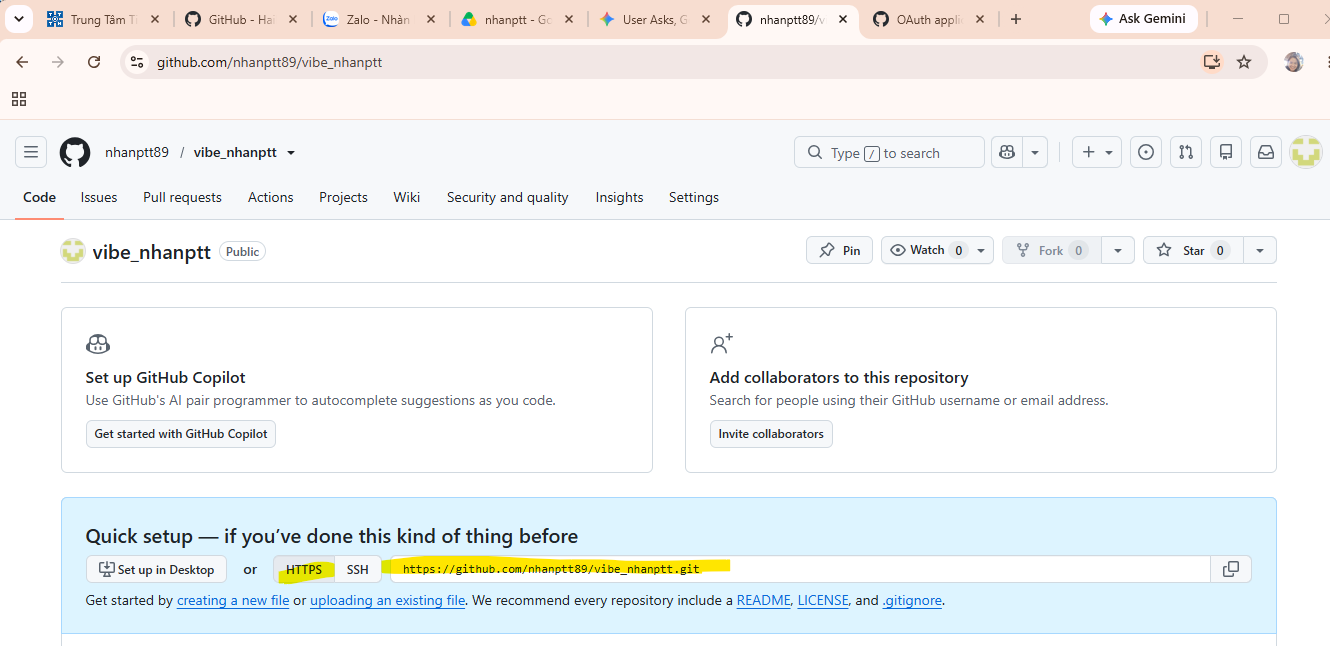 Trung Tâm Ti
GitHub - Hai
Zalo - Nhàn
nhanptt - Go
User Asks, G
nhanptt89/v
OAuth appli
Ask Gemini
github.com/nhanptt89/vibe_nhanptt
nhanptt89 / vibe_nhanptt
Type / to search
Code Issues Pull requests Actions Projects Wiki Security and quality Insights Settings
vibe_nhanptt Public
Pin Watch 0 Fork 0 Star 0
Set up GitHub Copilot
Use GitHub's AI pair programmer to autocomplete suggestions as you code.
Get started with GitHub Copilot
Add collaborators to this repository
Search for people using their GitHub username or email address.
Invite collaborators
Quick setup — if you’ve done this kind of thing before
Set up in Desktop or HTTPS SSH https://github.com/nhanptt89/vibe_nhanptt.git
Get started by creating a new file or uploading an existing file. We recommend every repository include a README, LICENSE, and .gitignore.